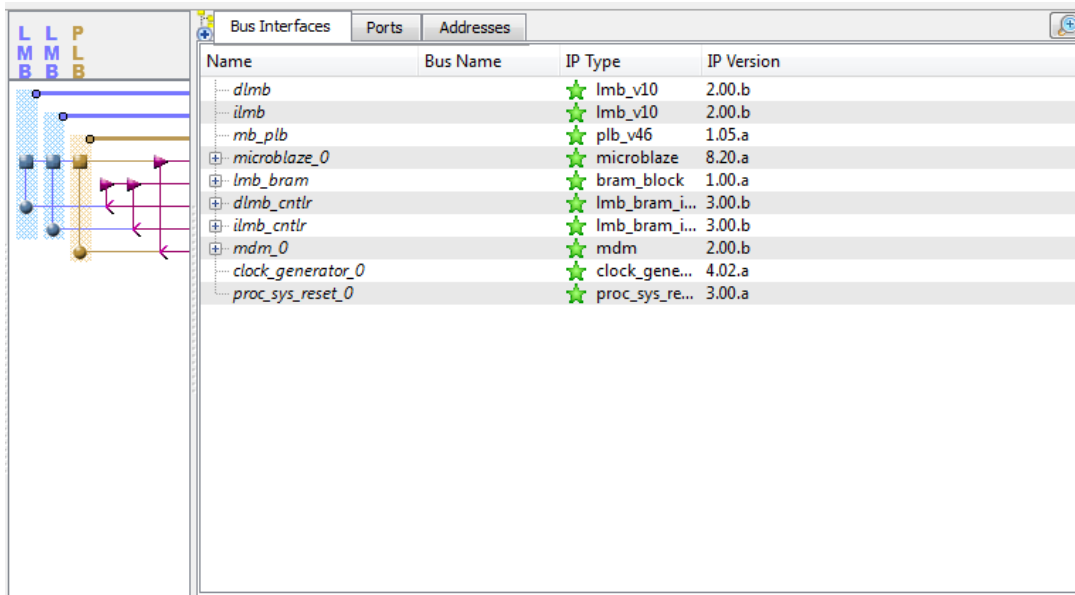 L L P
M M L
B B B
Bus Interfaces Ports Addresses
Name Bus Name IP Type IP Version
dlmb lmb_v10 2.00.b
ilmb lmb_v10 2.00.b
mb_plb plb_v46 1.05.a
microblaze_0 microblaze 8.20.a
lmb_bram bram_block 1.00.a
dlmb_cntlr lmb_bram_i... 3.00.b
ilmb_cntlr lmb_bram_i... 3.00.b
mdm_0 mdm 2.00.b
clock_generator_0 clock_gene... 4.02.a
proc_sys_reset_0 proc_sys_re... 3.00.a